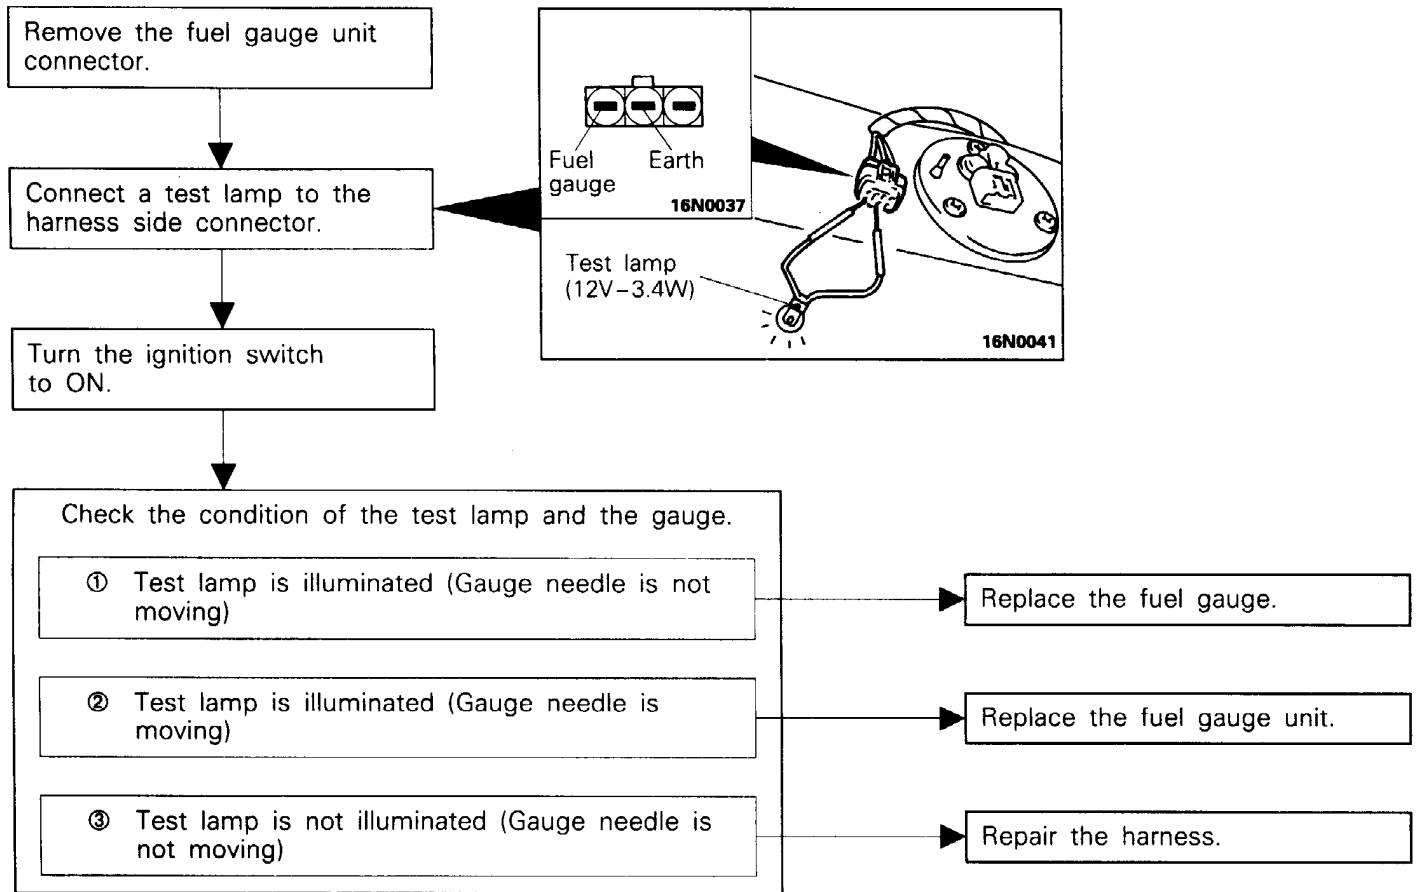 Remove the fuel gauge unit
connector.
Connect a test lamp to the
harness side connector.
Fuel
gauge
Earth
16N0037
Test lamp
(12V–3.4W)
16N0041
Turn the ignition switch
to ON.
Check the condition of the test lamp and the gauge.
① Test lamp is illuminated (Gauge needle is not
moving)
Replace the fuel gauge.
② Test lamp is illuminated (Gauge needle is
moving)
Replace the fuel gauge unit.
③ Test lamp is not illuminated (Gauge needle is
not moving)
Repair the harness.